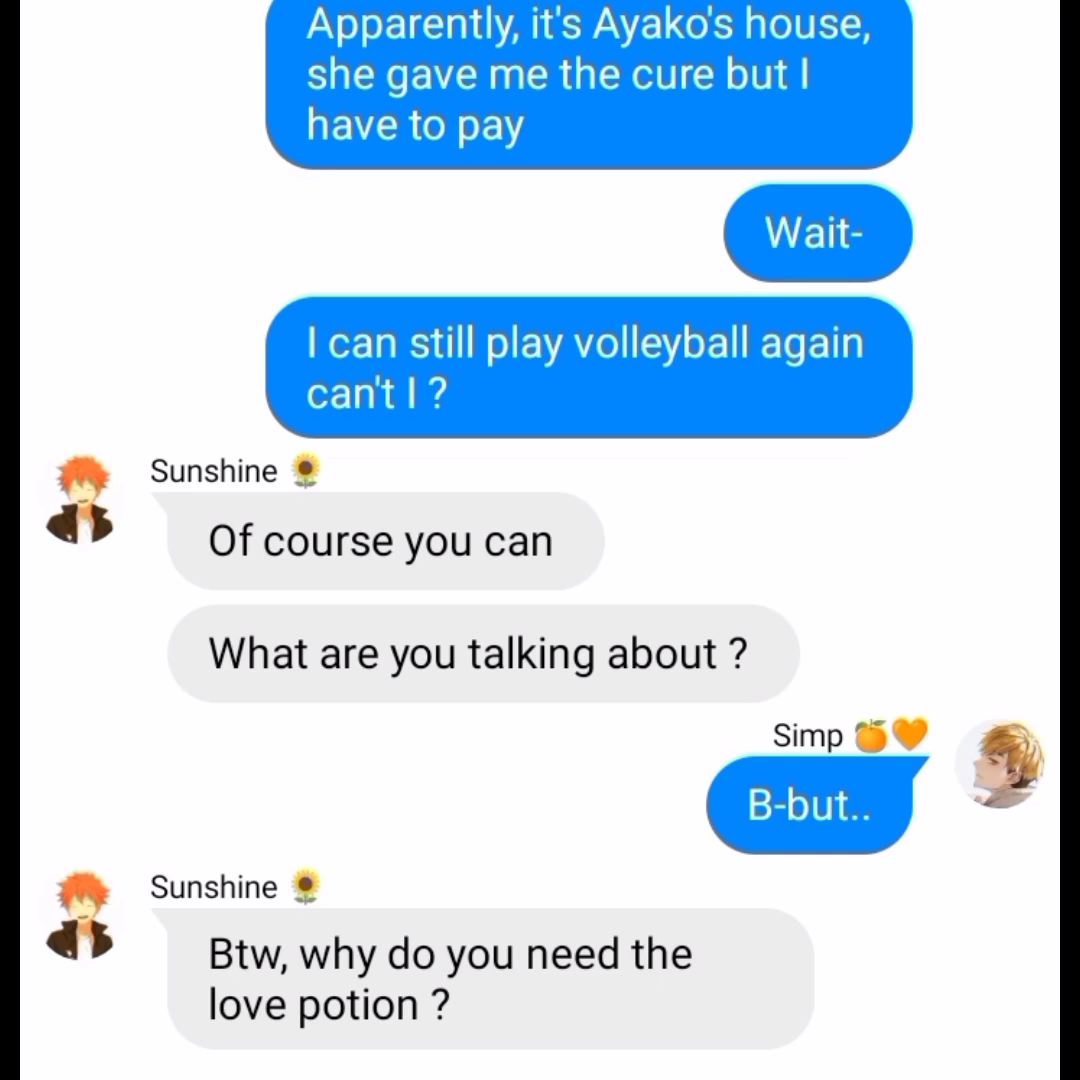 Apparently, it's Ayako's house,
she gave me the cure but I
have to pay
Wait-
I can still play volleyball again
can't I ?
Sunshine 🌻
Of course you can
What are you talking about ?
Simp 🍊🧡
B-but..
Sunshine 🌻
Btw, why do you need the
love potion ?